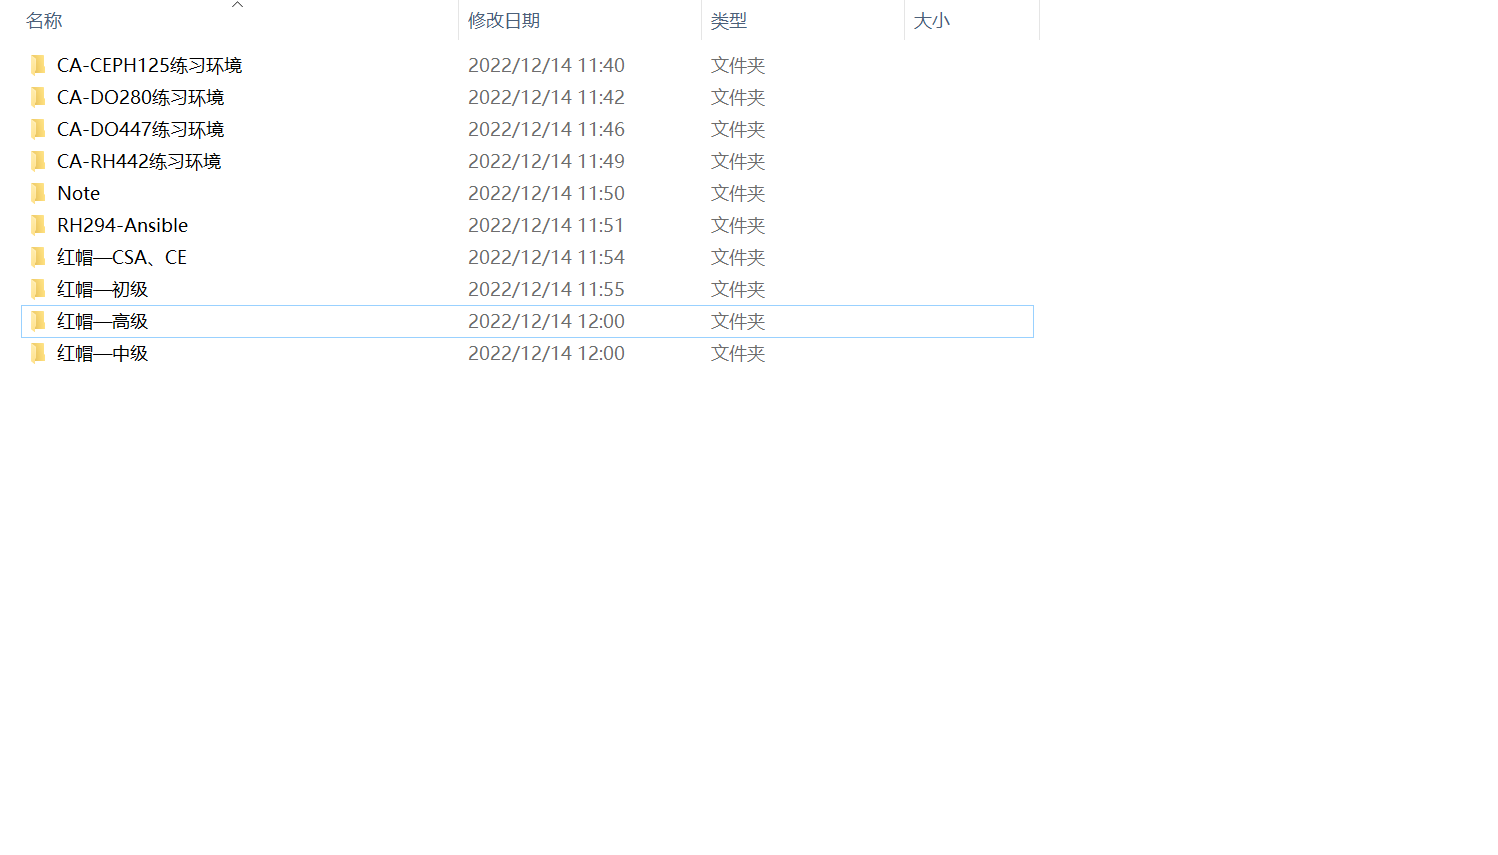 名称 修改日期 类型 大小
CA-CEPH125练习环境 2022/12/14 11:40 文件夹
CA-DO280练习环境 2022/12/14 11:42 文件夹
CA-DO447练习环境 2022/12/14 11:46 文件夹
CA-RH442练习环境 2022/12/14 11:49 文件夹
Note 2022/12/14 11:50 文件夹
RH294-Ansible 2022/12/14 11:51 文件夹
红帽—CSA、CE 2022/12/14 11:54 文件夹
红帽—初级 2022/12/14 11:55 文件夹
红帽—高级 2022/12/14 12:00 文件夹
红帽—中级 2022/12/14 12:00 文件夹